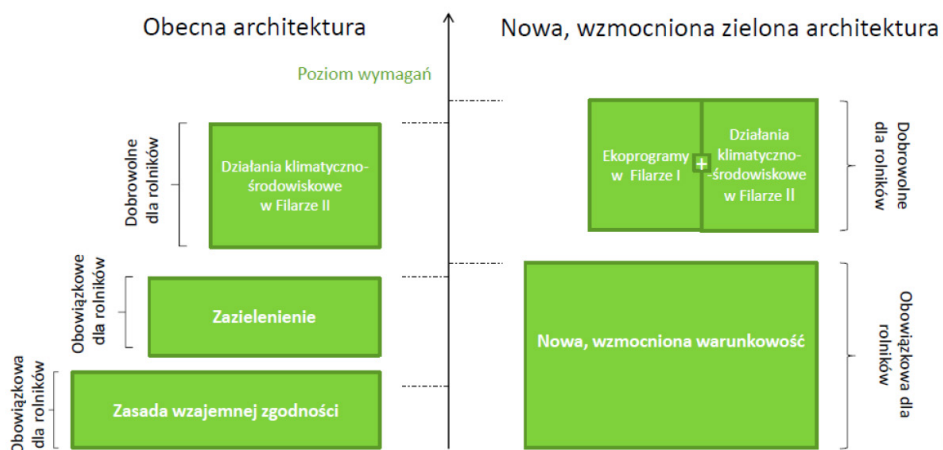 Obecna architektura
Nowa, wzmocniona zielona architektura
Poziom wymagań
Dobrowolne
dla rolników
Działania klimatyczno-
środowiskowe
w Filarze II
Obowiązkowe
dla rolników
Zazielenienie
Obowiązkowa
dla rolników
Zasada wzajemnej zgodności
Ekoprogramy
w Filarze I
+
Działania
klimatyczno-
-środowiskowe
w Filarze II
Dobrowolne
dla rolników
Nowa, wzmocniona warunkowość
Obowiązkowa dla
rolników